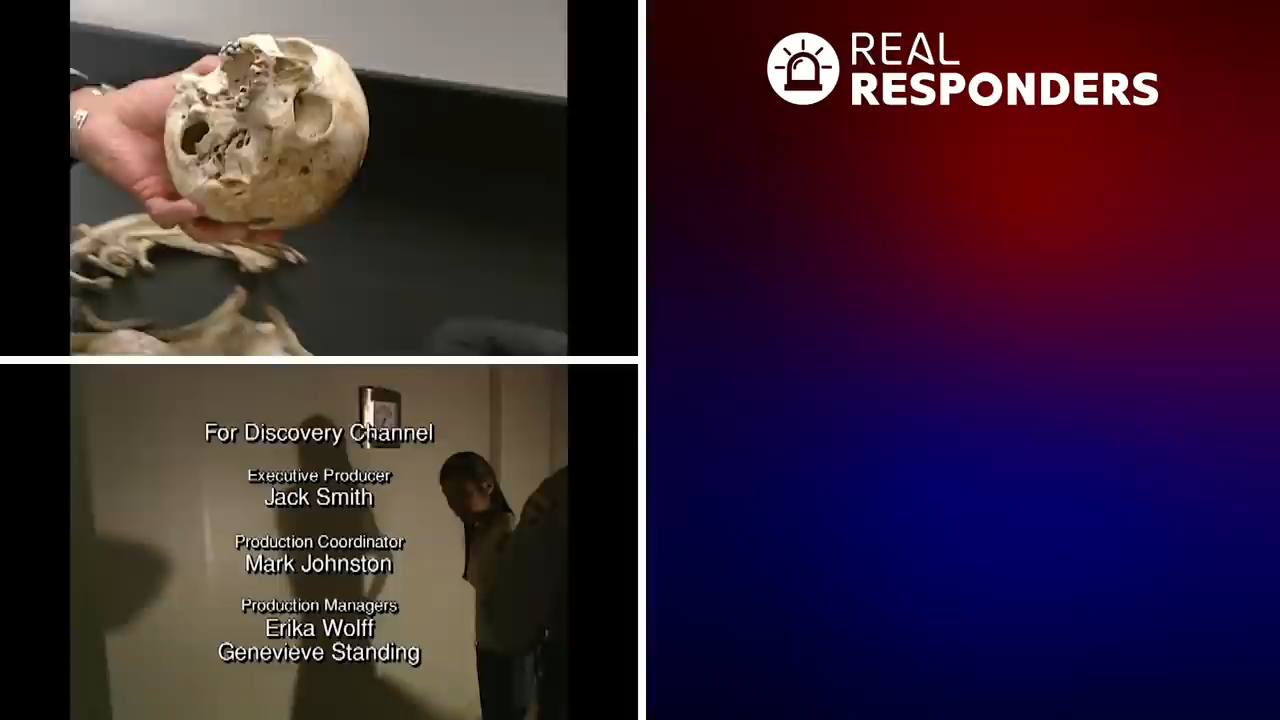 REAL
RESPONDERS
For Discovery Channel
Executive Producer
Jack Smith
Production Coordinator
Mark Johnston
Production Managers
Erika Wolff
Genevieve Standing